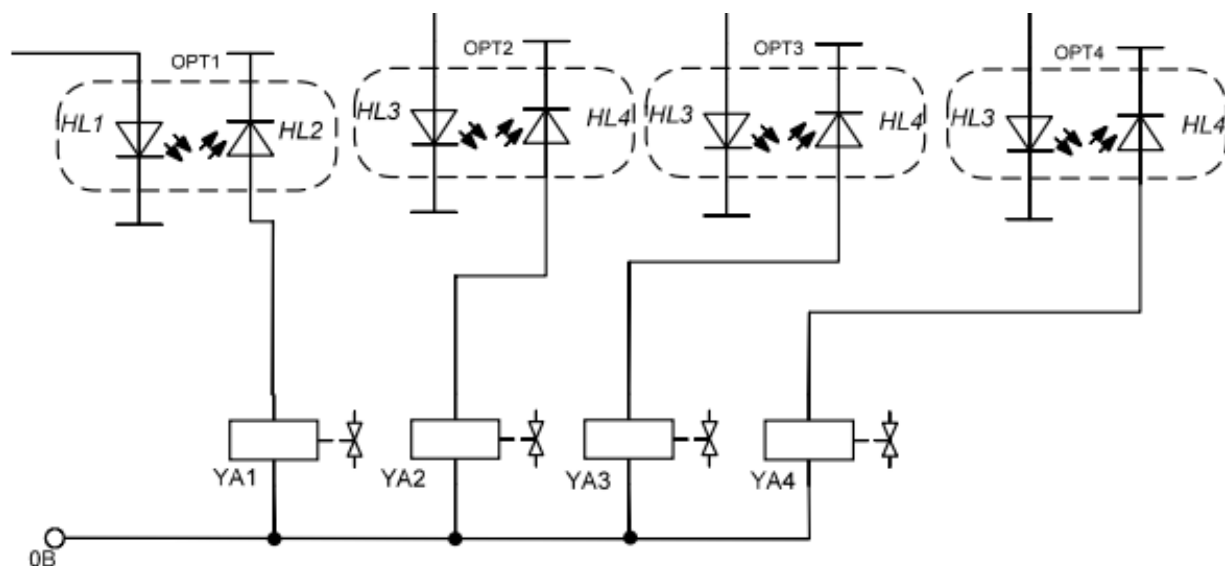 OPT1
OPT2
OPT3
OPT4
HL1
HL2
HL3
HL4
HL3
HL4
HL3
HL4
YA1
YA2
YA3
YA4
0В